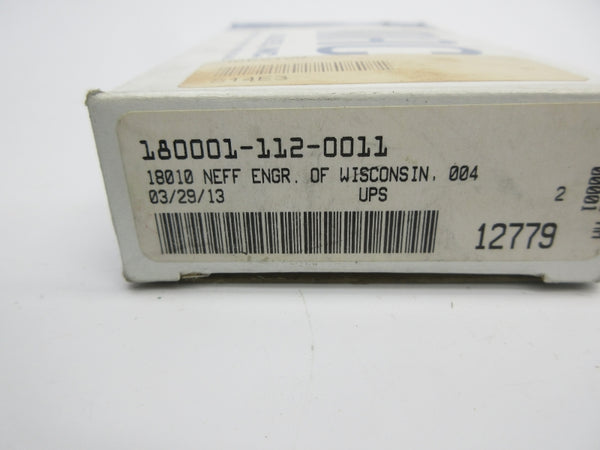 180001-112-0011
18010 NEFF ENGR. OF WISCONSIN, 004
03/29/13 UPS 2
12779